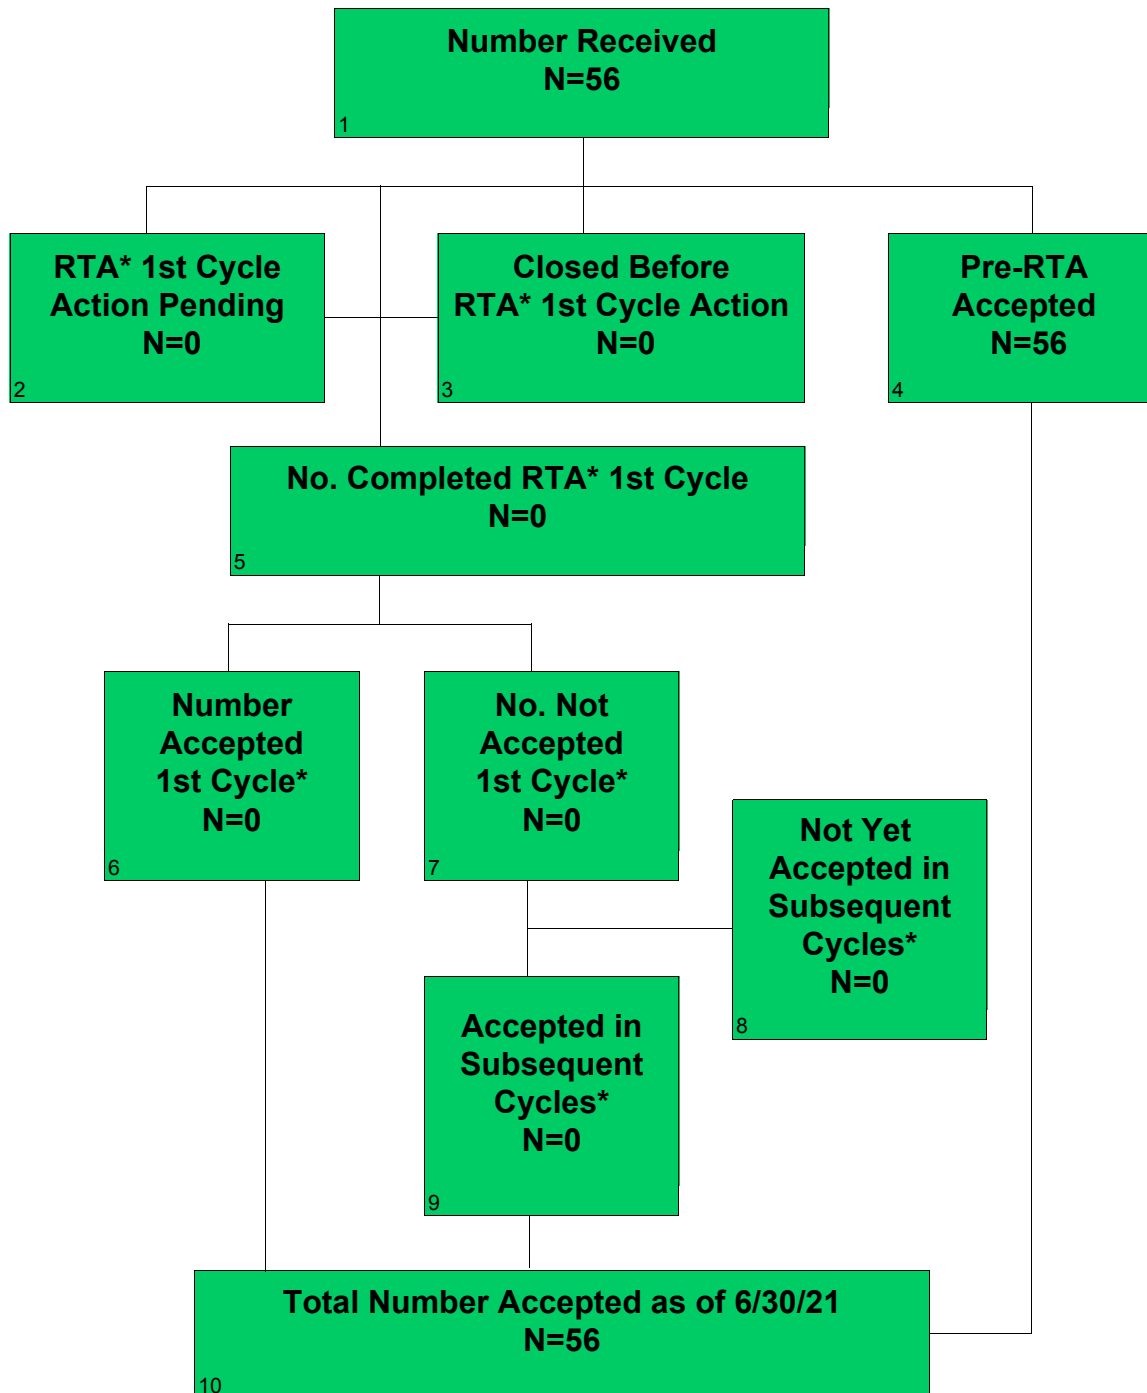 Number Received
N=56
1
RTA* 1st Cycle
Action Pending
N=0
2
Closed Before
RTA* 1st Cycle Action
N=0
3
Pre-RTA
Accepted
N=56
4
No. Completed RTA* 1st Cycle
N=0
5
Number
Accepted
1st Cycle*
N=0
6
No. Not
Accepted
1st Cycle*
N=0
7
Not Yet
Accepted in
Subsequent
Cycles*
N=0
8
Accepted in
Subsequent
Cycles*
N=0
9
Total Number Accepted as of 6/30/21
N=56
10